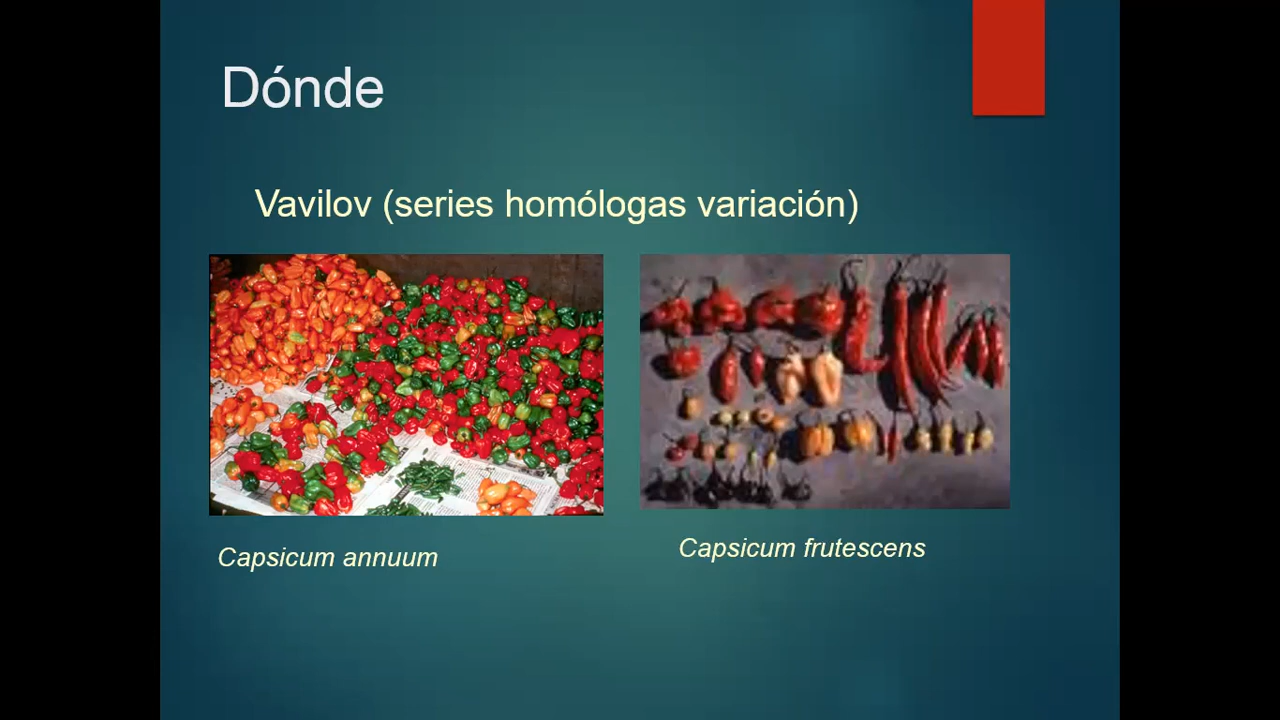 Dónde
Vavilov (series homólogas variación)
Capsicum annuum
Capsicum frutescens